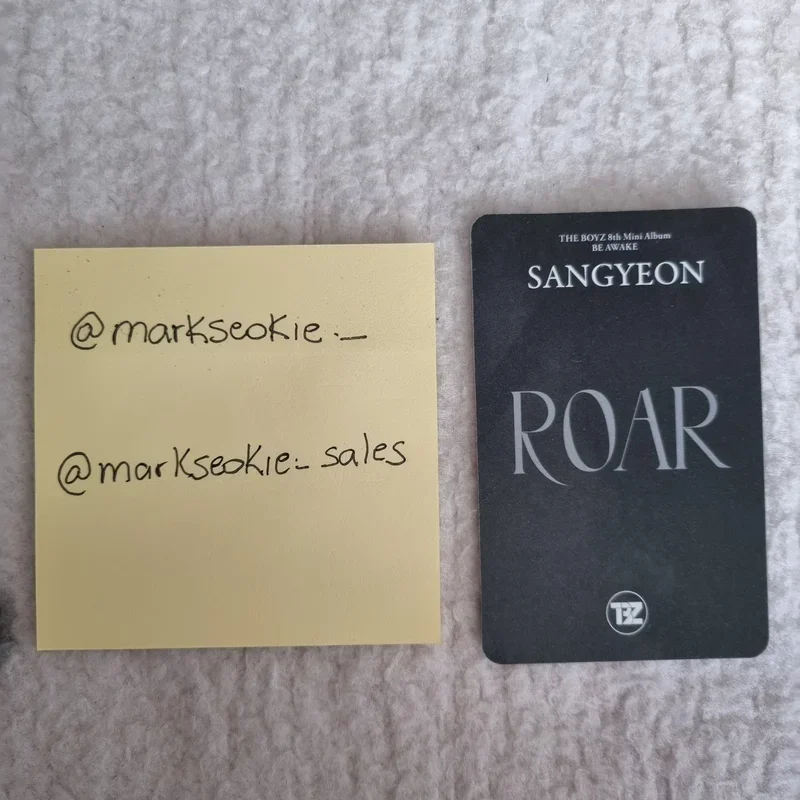 @markseokie._
@markseokie._sales
THE BOYZ 8th Mini Album
BE AWAKE
SANGYEON
ROAR
TBZ